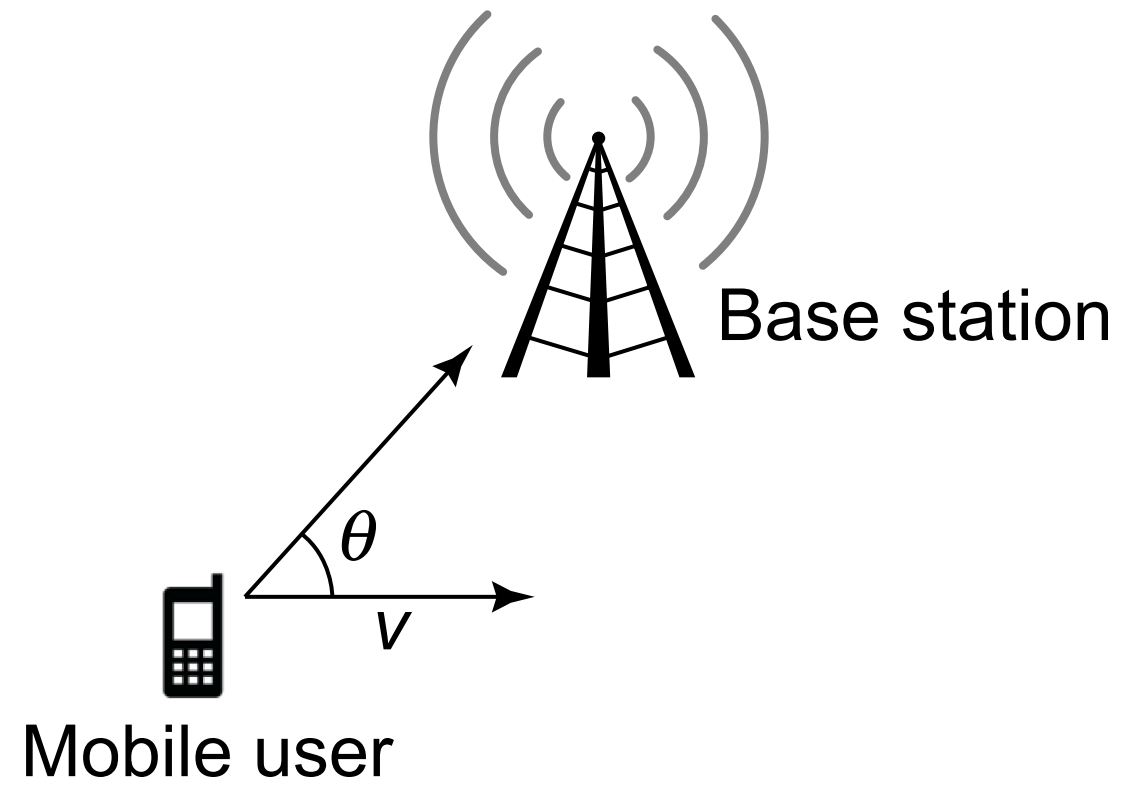 Base station
θ
v
Mobile user